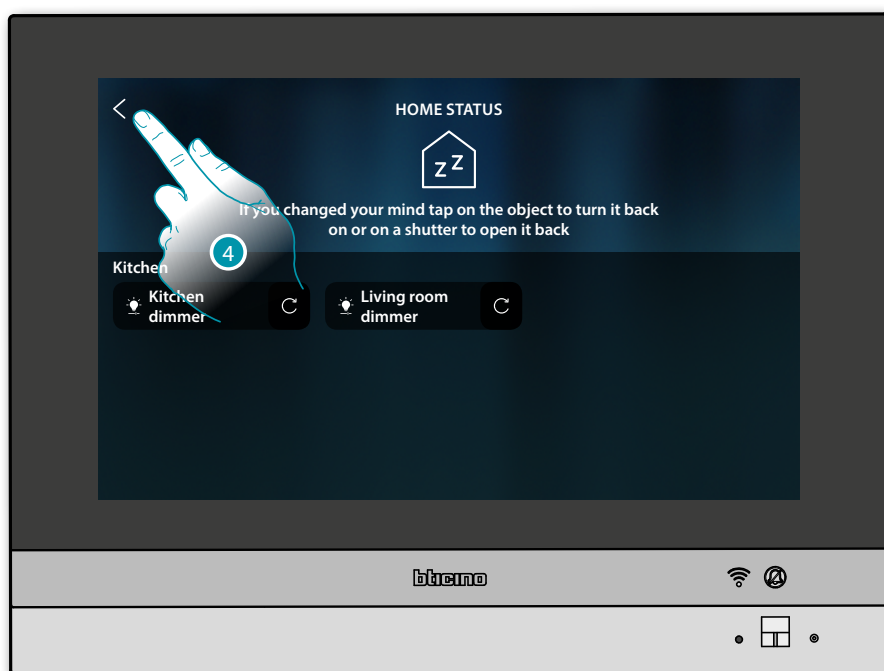 HOME STATUS
z z
If you changed your mind tap on the object to turn it back
on or on a shutter to open it back
4
Kitchen
Kitchen
dimmer
Living room
dimmer
bticino